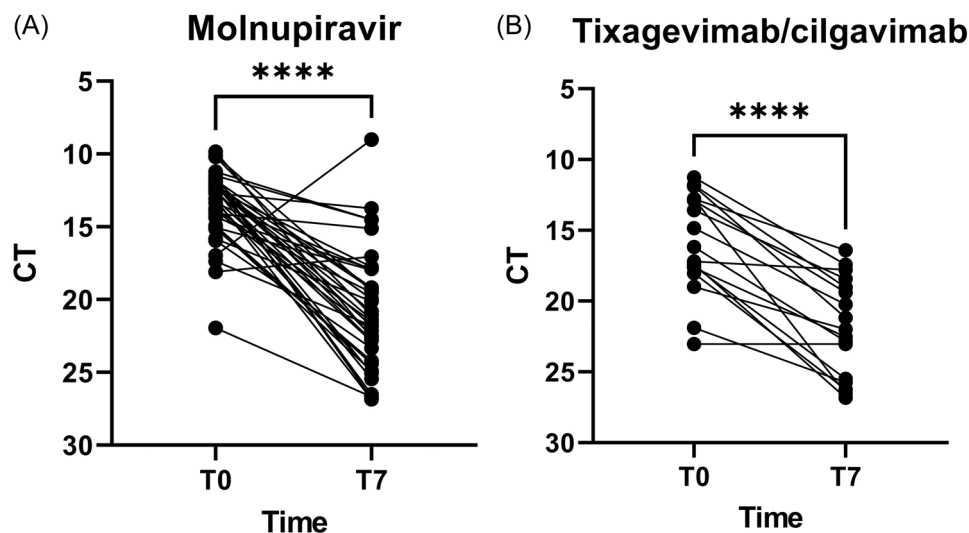 (A)
Molnupiravir
****
5
10
15
20
25
30
CT
T0 T7
Time
(B)
Tixagevimab/cilgavimab
****
5
10
15
20
25
30
CT
T0 T7
Time